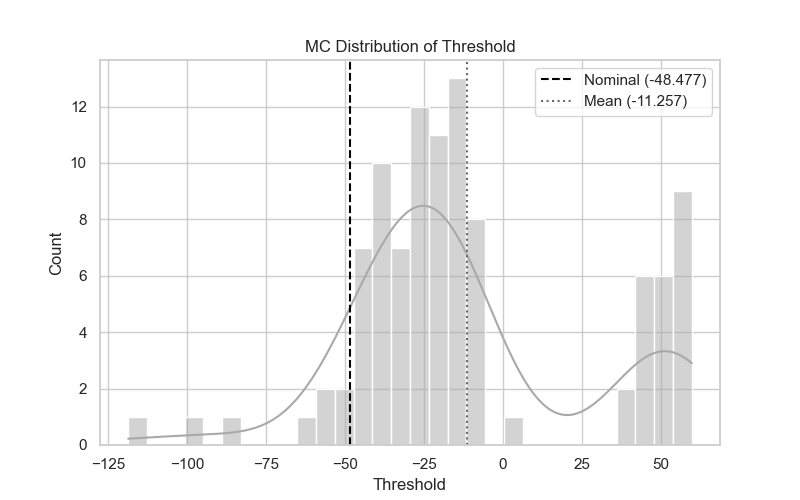 MC Distribution of Threshold
Nominal (-48.477)
Mean (-11.257)
Count
12
10
8
6
4
2
0
−125 −100 −75 −50 −25 0 25 50
Threshold